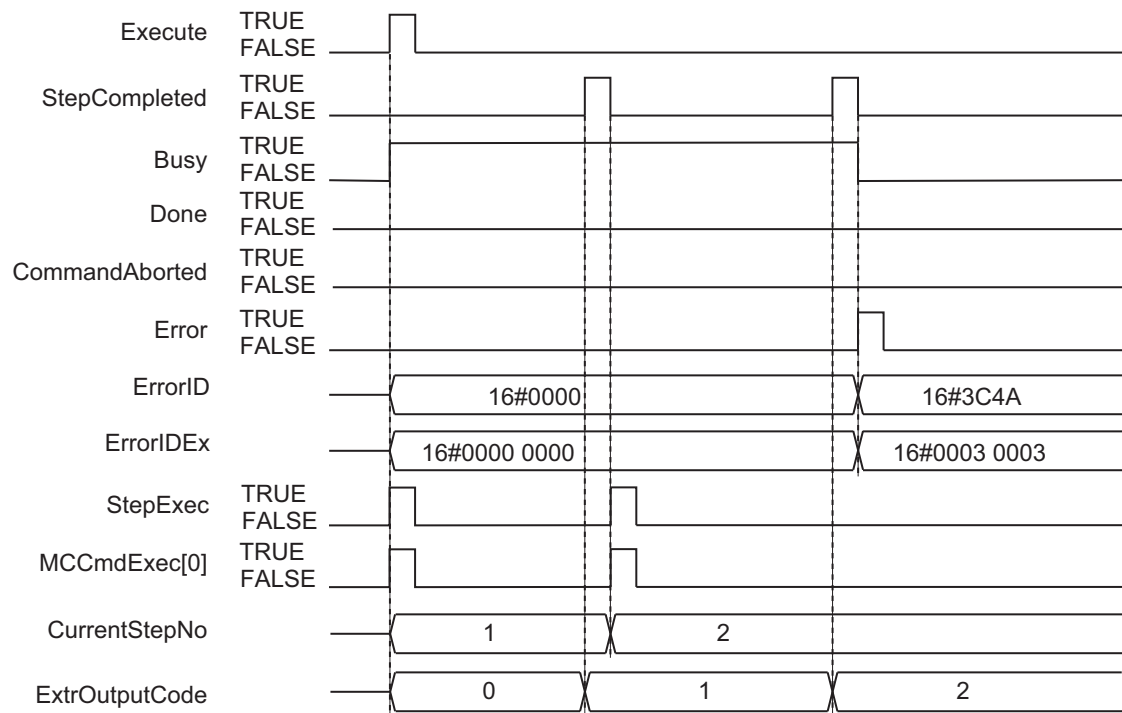 Execute TRUE
FALSE
StepCompleted TRUE
FALSE
Busy TRUE
FALSE
Done TRUE
FALSE
CommandAborted TRUE
FALSE
Error TRUE
FALSE
ErrorID 16#0000 16#3C4A
ErrorIDEx 16#0000 0000 16#0003 0003
StepExec TRUE
FALSE
MCCmdExec[0] TRUE
FALSE
CurrentStepNo 1 2
ExtrOutputCode 0 1 2